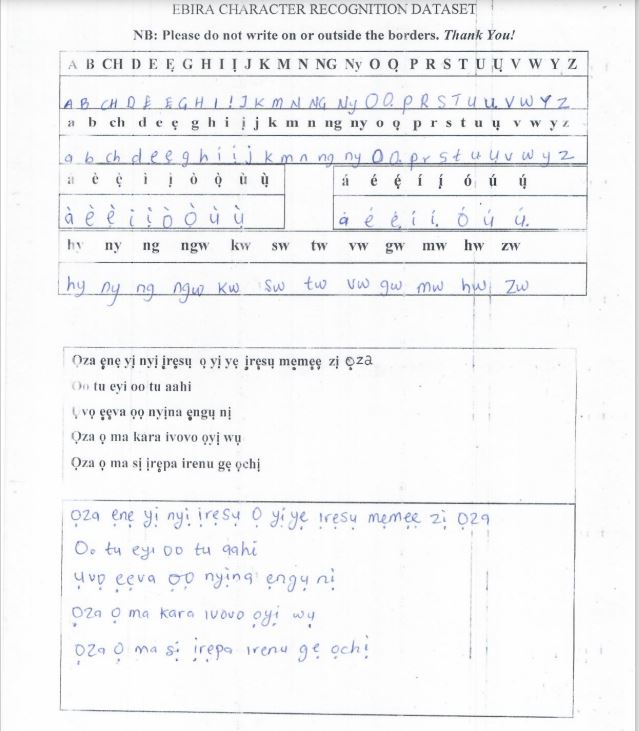 EBIRA CHARACTER RECOGNITION DATASET
NB: Please do not write on or outside the borders. Thank You!
A B CH D E Ẹ G H I Ị J K M N NG Ny O Ọ P R S T U Ụ V W Y Z
A B CH D E Ẹ G H I Ị J K M N NG Ny O Ọ P R S T U Ụ V W Y Z
a b ch d e ẹ g h i ị j k m n ng ny o ọ p r s t u ụ v w y z
a b ch d e ẹ g h i ị j k m n ng ny o ọ p r s t u ụ v w y z
à è ẹ̀ ì ị̀ ò ọ̀ ù ụ̀ á é ẹ́ í ị́ ó ú ụ́
à è ẹ̀ ì ị̀ ò ọ̀ ù ụ̀ á é ẹ́ í ị́ ó ú ụ́
hy ny ng ngw kw sw tw vw gw mw hw zw
hy ny ng ngw kw sw tw vw gw mw hw zw
Ọza ẹnẹ yị nyị ịrẹsụ ọ yị yẹ ịrẹsụ mẹmẹẹ zị ọza
Oo tu eyi oo tu aahi
Ụvọ ẹẹva ọọ nyịna ẹngụ nị
Ọza ọ ma kara ivovo ọyị wụ
Ọza ọ ma sị ịrẹpa irenu gẹ ọchị
Ọza ẹnẹ yị nyị ịrẹsụ Ọ yị yẹ ịrẹsụ mẹmẹẹ zị Ọza
Oo tu eyi oo tu aahi
Ụvọ ẹẹva ọọ nyịna ẹngụ nị
Ọza Ọ ma kara ivovo ọyị wụ
Ọza Ọ ma sị ịrẹpa irenu gẹ ọchị